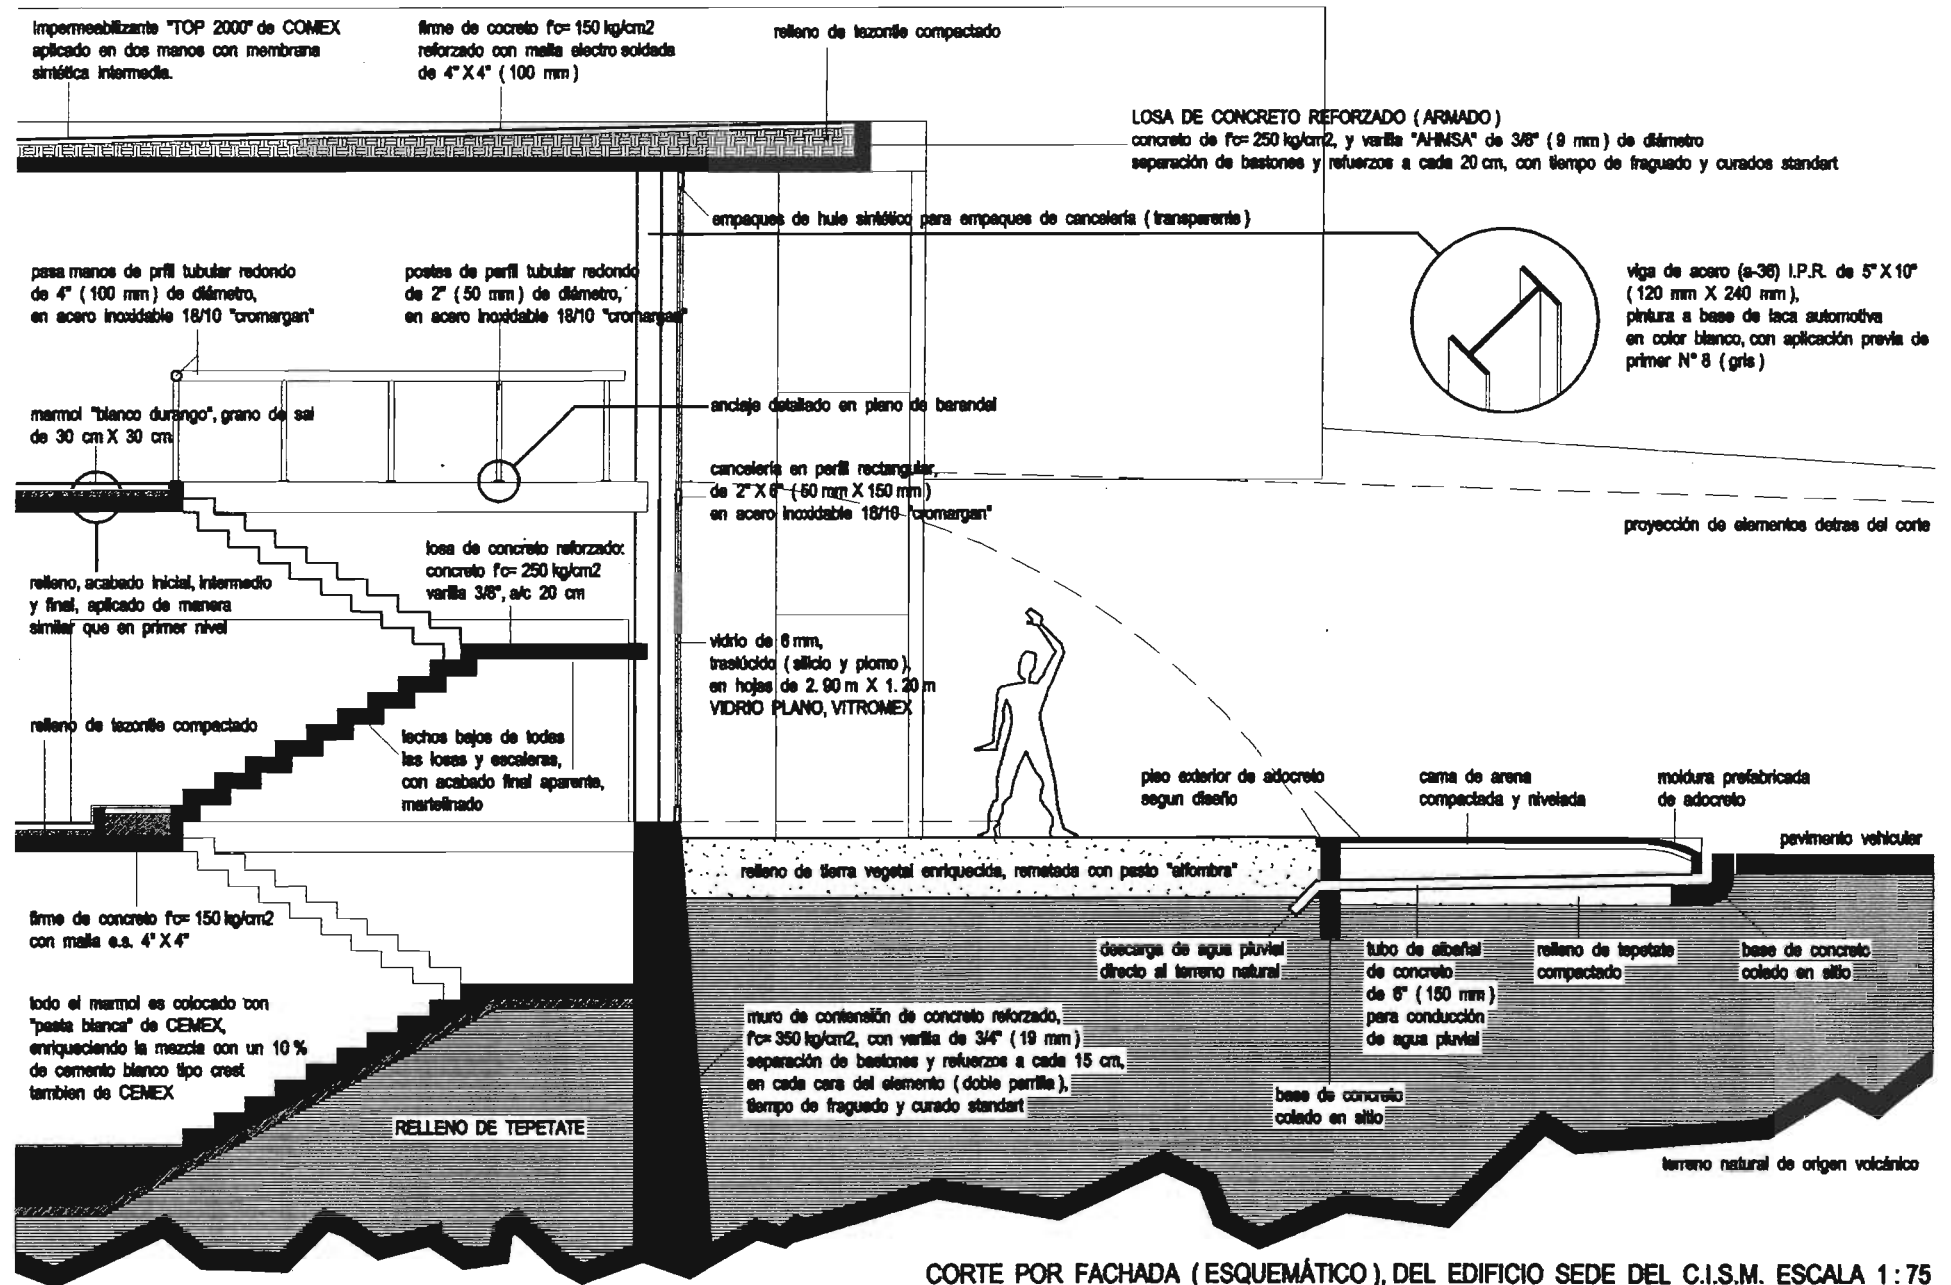 impermeabilizante "TOP 2000" de COMEX
aplicado en dos manos con membrana
sintética intermedia.
firme de cocreto f'c= 150 kg/cm2
reforzado con malla electro soldada
de 4" X 4" ( 100 mm )
relleno de tezontle compactado
LOSA DE CONCRETO REFORZADO ( ARMADO )
concreto de f'c= 250 kg/cm2, y varilla "AHMSA" de 3/8" ( 9 mm ) de diámetro
separación de bastones y refuerzos a cada 20 cm, con tiempo de fraguado y curados standart
empaques de hule sintético para empaques de cancelería ( transparente )
pasa manos de prfil tubular redondo
de 4" ( 100 mm ) de diámetro,
en acero inoxidable 18/10 "cromargan"
postes de perfil tubular redondo
de 2" ( 50 mm ) de diámetro,
en acero inoxidable 18/10 "cromargan"
viga de acero (a-36) I.P.R. de 5" X 10"
( 120 mm X 240 mm ),
pintura a base de laca automotiva
en color blanco, con aplicación previa de
primer N° 8 ( gris )
marmol "blanco durango", grano de sal
de 30 cm X 30 cm
anclaje detallado en plano de barandal
cancelería en perfil rectangular,
de 2" X 6" ( 50 mm X 150 mm )
en acero inoxidable 18/10 "cromargan"
proyección de elementos detras del corte
relleno, acabado inicial, intermedio
y final, aplicado de manera
similar que en primer nivel
losa de concreto reforzado:
concreto f'c= 250 kg/cm2
varilla 3/8", a/c 20 cm
vidrio de 6 mm,
traslúcido ( silicio y plomo ),
en hojas de 2. 90 m X 1. 20 m
VIDRIO PLANO, VITROMEX
relleno de tezontle compactado
lechos bajos de todas
las losas y escaleras,
con acabado final aparente,
martelinado
piso exterior de adocreto
segun diseño
cama de arena
compactada y nivelada
moldura prefabricada
de adocreto
pavimento vehicular
relleno de tierra vegetal enriquecida, rematada con pasto "alfombra"
firme de concreto f'c= 150 kg/cm2
con malla e.s. 4" X 4"
descarga de agua pluvial
directo al terreno natural
tubo de albeñal
de concreto
de 6" ( 150 mm )
para conducción
de agua pluvial
relleno de tepetate
compactado
base de concreto
colado en sitio
todo el marmol es colocado con
"pasta blanca" de CEMEX,
enriqueciendo la mezcla con un 10 %
de cemento blanco tipo crest
tambien de CEMEX
muro de contensión de concreto reforzado,
f'c= 350 kg/cm2, con varilla de 3/4" ( 19 mm )
separación de bastones y refuerzos a cada 15 cm,
en cada cara del elemento ( doble parrilla ),
tiempo de fraguado y curado standart
base de concreto
colado en sitio
RELLENO DE TEPETATE
terreno natural de origen volcánico
CORTE POR FACHADA ( ESQUEMÁTICO ), DEL EDIFICIO SEDE DEL C.I.S.M. ESCALA 1 : 75